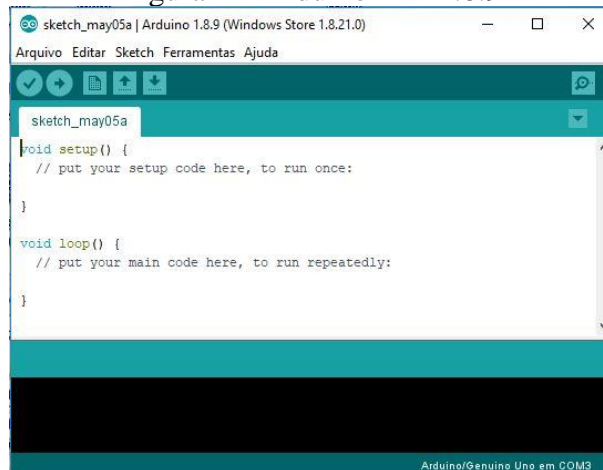 sketch_may05a | Arduino 1.8.9 (Windows Store 1.8.21.0)
Arquivo Editar Sketch Ferramentas Ajuda
sketch_may05a
void setup() {
// put your setup code here, to run once:
}
void loop() {
// put your main code here, to run repeatedly:
}
Arduino/Genuino Uno em COM3